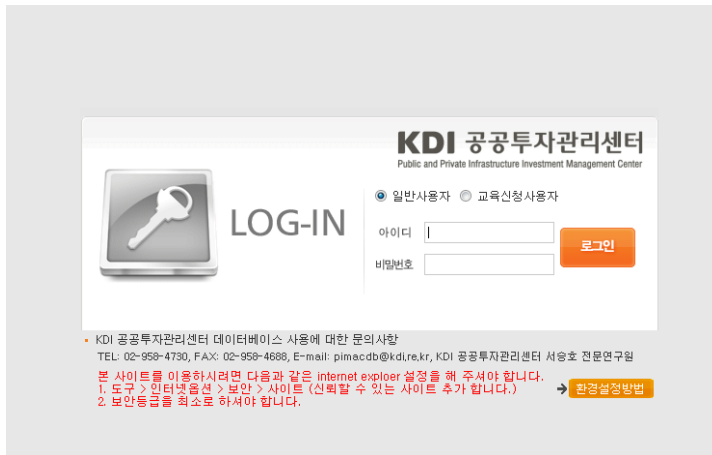 KDI 공공투자관리센터
Public and Private Infrastructure Investment Management Center
일반사용자 교육신청사용자
LOG-IN
아이디
로그인
비밀번호
KDI 공공투자관리센터 데이터베이스 사용에 대한 문의사항
TEL: 02-958-4730, FAX: 02-958-4688, E-mail: pimacdb@kdi.re.kr, KDI 공공투자관리센터 서승호 전문연구원
본 사이트를 이용하시려면 다음과 같은 internet exploer 설정을 해 주셔야 합니다.
1. 도구 > 인터넷옵션 > 보안 > 사이트 (신뢰할 수 있는 사이트 추가 합니다.)
환경설정방법
2. 보안등급을 최소로 하셔야 합니다.